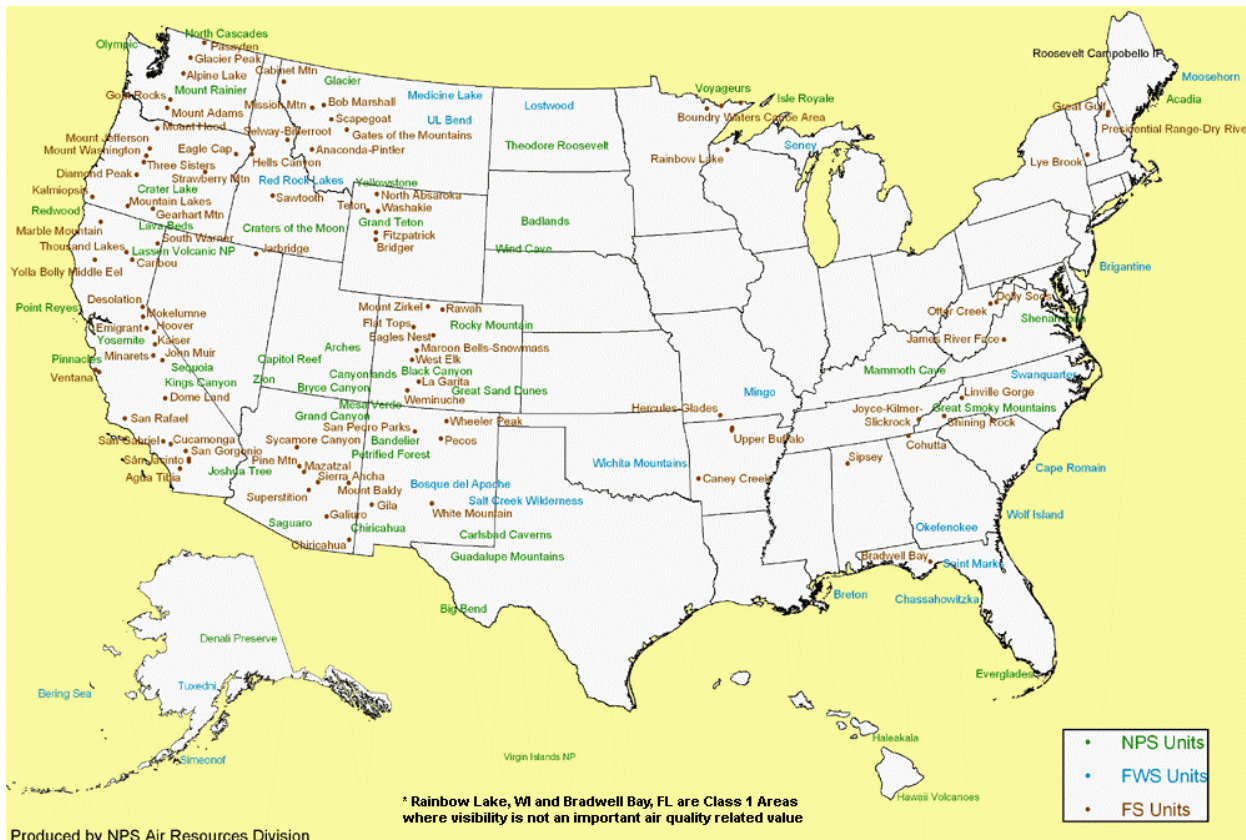 North Cascades
Olympic
Pasayten
Glacier Peak
Alpine Lake
Cabinet Mtn
Glacier
Mount Rainier
Goat Rocks
Mount Adams
Mission Mtn
Bob Marshall
Medicine Lake
Lostwood
Voyageurs
Isle Royale
Roosevelt Campobello IP
Moosehorn
Acadia
Scapegoat
UL Bend
Boundry Waters Canoe Area
Great Gulf
Presidential Range-Dry River
Mount Hood
Selway-Bitterroot
Gates of the Mountains
Mount Jefferson
Mount Washington
Eagle Cap
Anaconda-Pintler
Theodore Roosevelt
Rainbow Lake
Seney
Lye Brook
Three Sisters
Hells Canyon
Diamond Peak
Strawberry Mtn
Red Rock Lakes
Yellowstone
Kalmiopsis
Crater Lake
Sawtooth
North Absaroka
Mountain Lakes
Teton
Washakie
Redwood
Gearhart Mtn
Grand Teton
Badlands
Lava Beds
Craters of the Moon
Marble Mountain
South Warner
Fitzpatrick
Thousand Lakes
Lassen Volcanic NP
Jarbridge
Bridger
Wind Cave
Caribou
Yolla Bolly Middle Eel
Brigantine
Desolation
Point Reyes
Mokelumne
Mount Zirkel
Rawah
Dolly Sods
Otter Creek
Emigrant
Hoover
Flat Tops
Rocky Mountain
Shenandoah
Yosemite
Kaiser
Eagles Nest
James River Face
Minarets
John Muir
Arches
Maroon Bells-Snowmass
Pinnacles
Capitol Reef
West Elk
Sequoia
Canyonlands
Black Canyon
Mammoth Cave
Ventana
Kings Canyon
Zion
La Garita
Swanquarter
Bryce Canyon
Great Sand Dunes
Mingo
Dome Land
Weminuche
Linville Gorge
Mesa Verde
Hercules-Glades
Joyce-Kilmer-
Slickrock
Great Smoky Mountains
San Rafael
Grand Canyon
Wheeler Peak
Shining Rock
San Pedro Parks
San Gabriel
Cucamonga
Sycamore Canyon
Bandelier
Pecos
Upper Buffalo
Cohutta
San Gorgonio
Petrified Forest
San Jacinto
Pine Mtn
Mazatzal
Wichita Mountains
Sipsey
Cape Romain
Agua Tibia
Joshua Tree
Sierra Ancha
Bosque del Apache
Caney Creek
Superstition
Mount Baldy
Salt Creek Wilderness
Gila
White Mountain
Wolf Island
Saguaro
Galiuro
Chiricahua
Okefenokee
Chiricahua
Carlsbad Caverns
Guadalupe Mountains
Bradwell Bay
Saint Marks
Breton
Chassahowitzka
Big Bend
Denali Preserve
Everglades
Bering Sea
Tuxedni
Simeonof
Virgin Islands NP
Haleakala
Hawaii Volcanoes
NPS Units
FWS Units
FS Units
* Rainbow Lake, WI and Bradwell Bay, FL are Class 1 Areas
where visibility is not an important air quality related value
Produced by NPS Air Resources Division